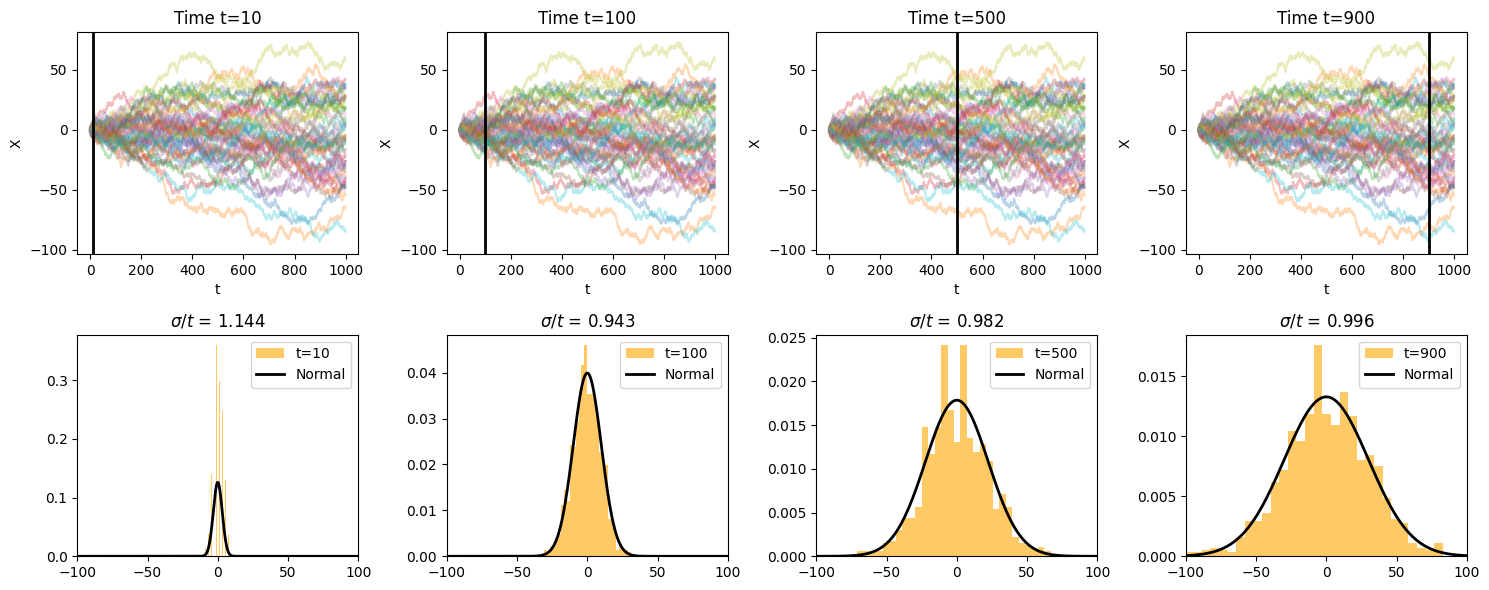 Time t=10
Time t=100
Time t=500
Time t=900
50
0
−50
−100
X
0 200 400 600 800 1000
t
50
0
−50
−100
X
0 200 400 600 800 1000
t
50
0
−50
−100
X
0 200 400 600 800 1000
t
50
0
−50
−100
X
0 200 400 600 800 1000
t
σ/t = 1.144
t=10
Normal
0.3
0.2
0.1
0.0
−100 −50 0 50 100
σ/t = 0.943
t=100
Normal
0.04
0.03
0.02
0.01
0.00
−100 −50 0 50 100
σ/t = 0.982
t=500
Normal
0.025
0.020
0.015
0.010
0.005
0.000
−100 −50 0 50 100
σ/t = 0.996
t=900
Normal
0.015
0.010
0.005
0.000
−100 −50 0 50 100